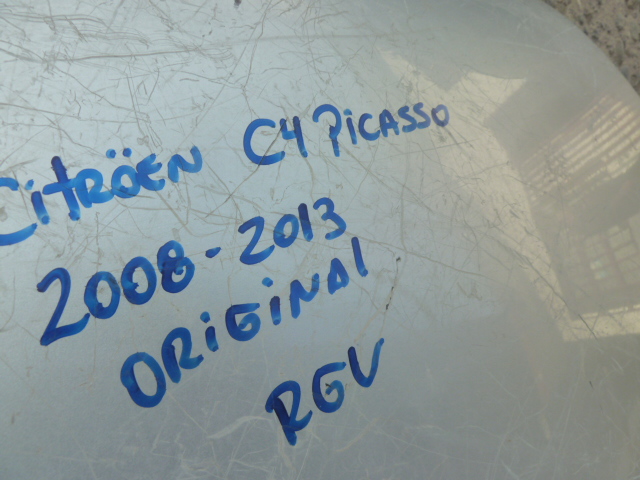 CiTRÖEN C4 PiCASSO
2008-2013
ORiGiNAl
RGV